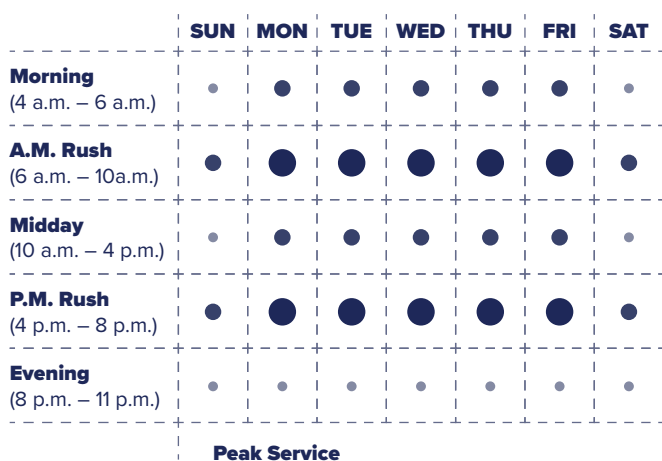 SUN MON TUE WED THU FRI SAT
Morning
(4 a.m. – 6 a.m.)
A.M. Rush
(6 a.m. – 10a.m.)
Midday
(10 a.m. – 4 p.m.)
P.M. Rush
(4 p.m. – 8 p.m.)
Evening
(8 p.m. – 11 p.m.)
Peak Service